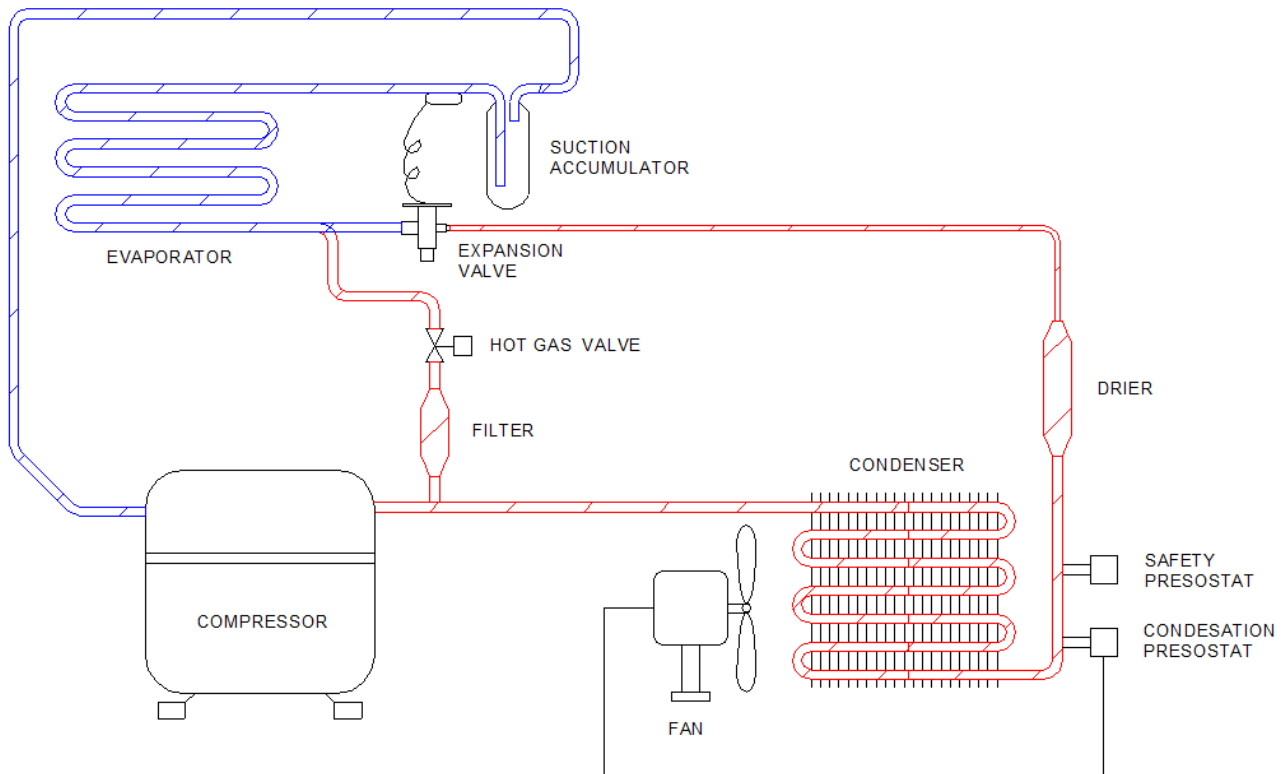 SUCTION
ACCUMULATOR
EVAPORATOR
EXPANSION
VALVE
HOT GAS VALVE
DRIER
FILTER
CONDENSER
SAFETY
PRESOSTAT
COMPRESSOR
CONDESATION
PRESOSTAT
FAN